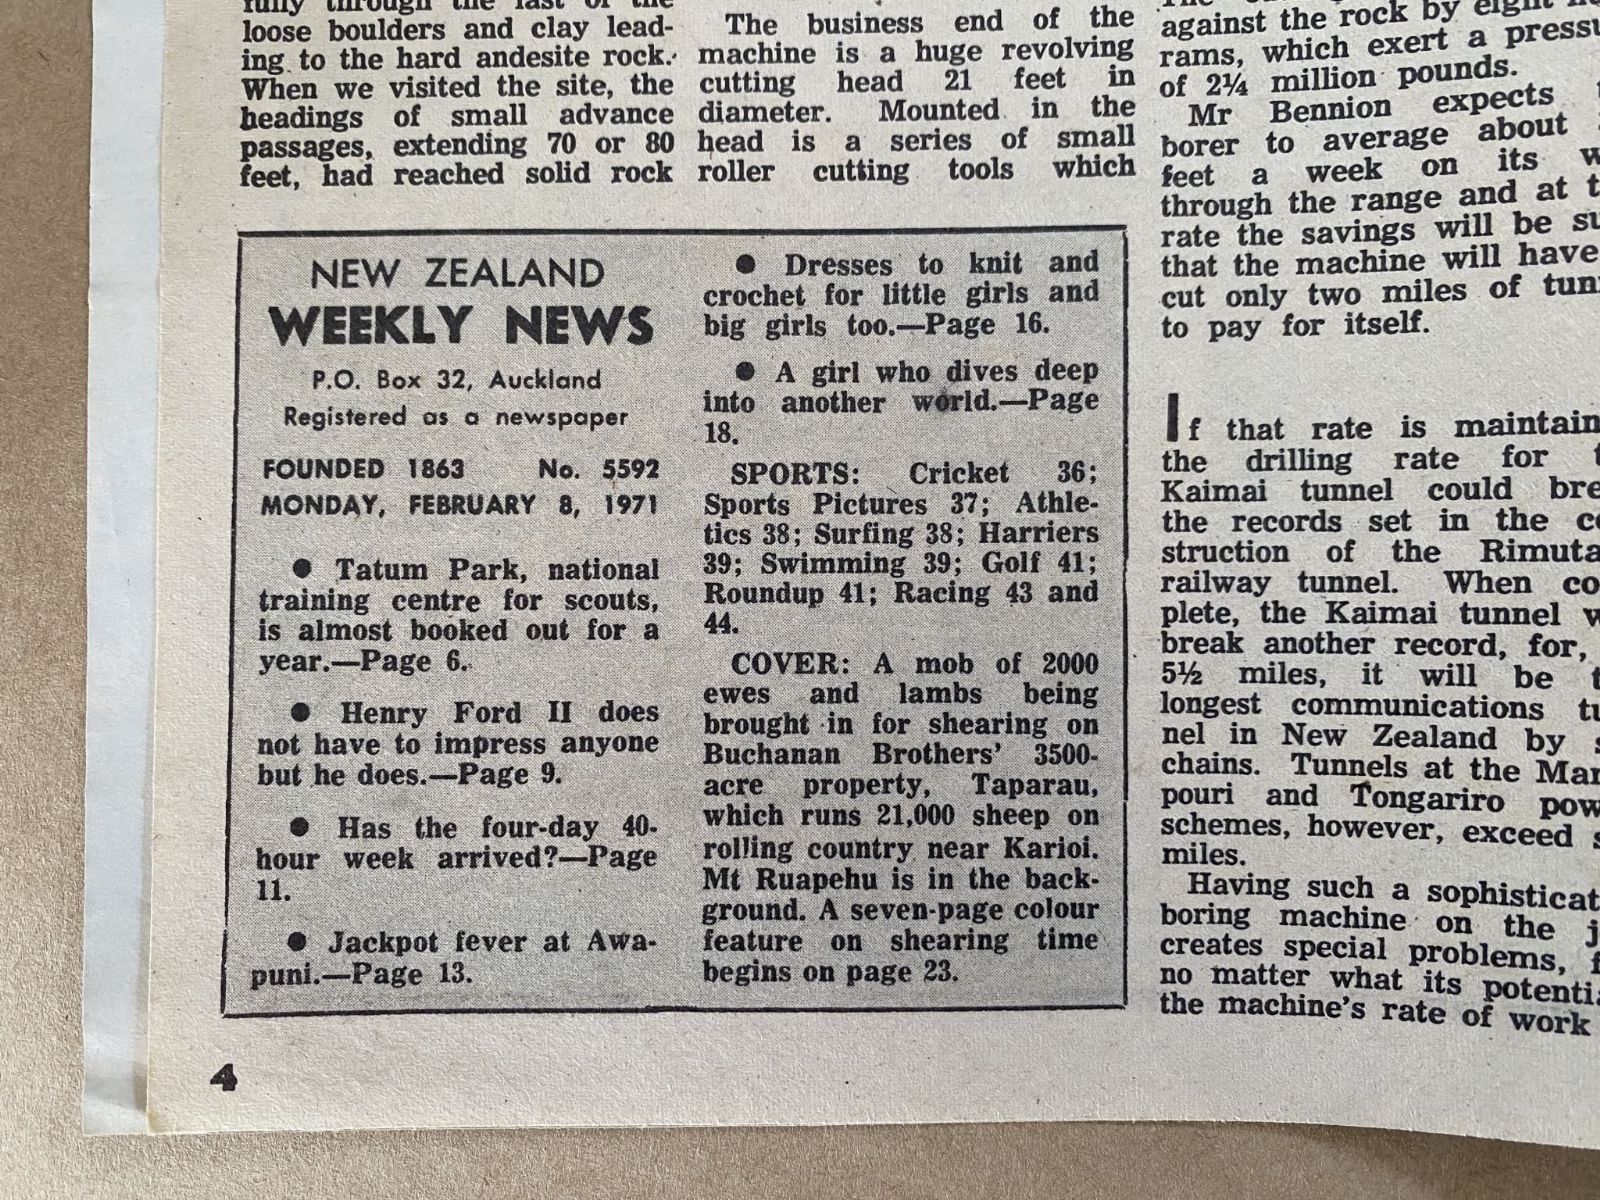 fully through the last of the
loose boulders and clay lead-
ing to the hard andesite rock.
When we visited the site, the
headings of small advance
passages, extending 70 or 80
feet, had reached solid rock
The business end of the
machine is a huge revolving
cutting head 21 feet in
diameter. Mounted in the
head is a series of small
roller cutting tools which
NEW ZEALAND
WEEKLY NEWS
P.O. Box 32, Auckland
Registered as a newspaper
FOUNDED 1863 No. 5592
MONDAY, FEBRUARY 8, 1971
● Tatum Park, national
training centre for scouts,
is almost booked out for a
year.—Page 6.
● Henry Ford II does
not have to impress anyone
but he does.—Page 9.
● Has the four-day 40-
hour week arrived?—Page
11.
● Jackpot fever at Awa-
puni.—Page 13.
● Dresses to knit and
crochet for little girls and
big girls too.—Page 16.
● A girl who dives deep
into another world.—Page
18.
SPORTS: Cricket 36;
Sports Pictures 37; Athle-
tics 38; Surfing 38; Harriers
39; Swimming 39; Golf 41;
Roundup 41; Racing 43 and
44.
COVER: A mob of 2000
ewes and lambs being
brought in for shearing on
Buchanan Brothers' 3500-
acre property, Taparau,
which runs 21,000 sheep on
rolling country near Karioi.
Mt Ruapehu is in the back-
ground. A seven-page colour
feature on shearing time
begins on page 23.
against the rock by eight
rams, which exert a
of 2¼ million pounds.
Mr Bennion expects
borer to average about
feet a week on its
through the range and at
rate the savings will be
that the machine will have
cut only two miles of
to pay for itself.
If that rate is
the drilling rate for
Kaimai tunnel could
the records set in the
struction of the
railway tunnel. When
plete, the Kaimai tunnel
break another record, for,
5½ miles, it will be
longest communications
nel in New Zealand by
chains. Tunnels at the
pouri and Tongariro
schemes, however, exceed
miles.
Having such a
boring machine on the
creates special problems,
no matter what its
the machine's rate of work
4